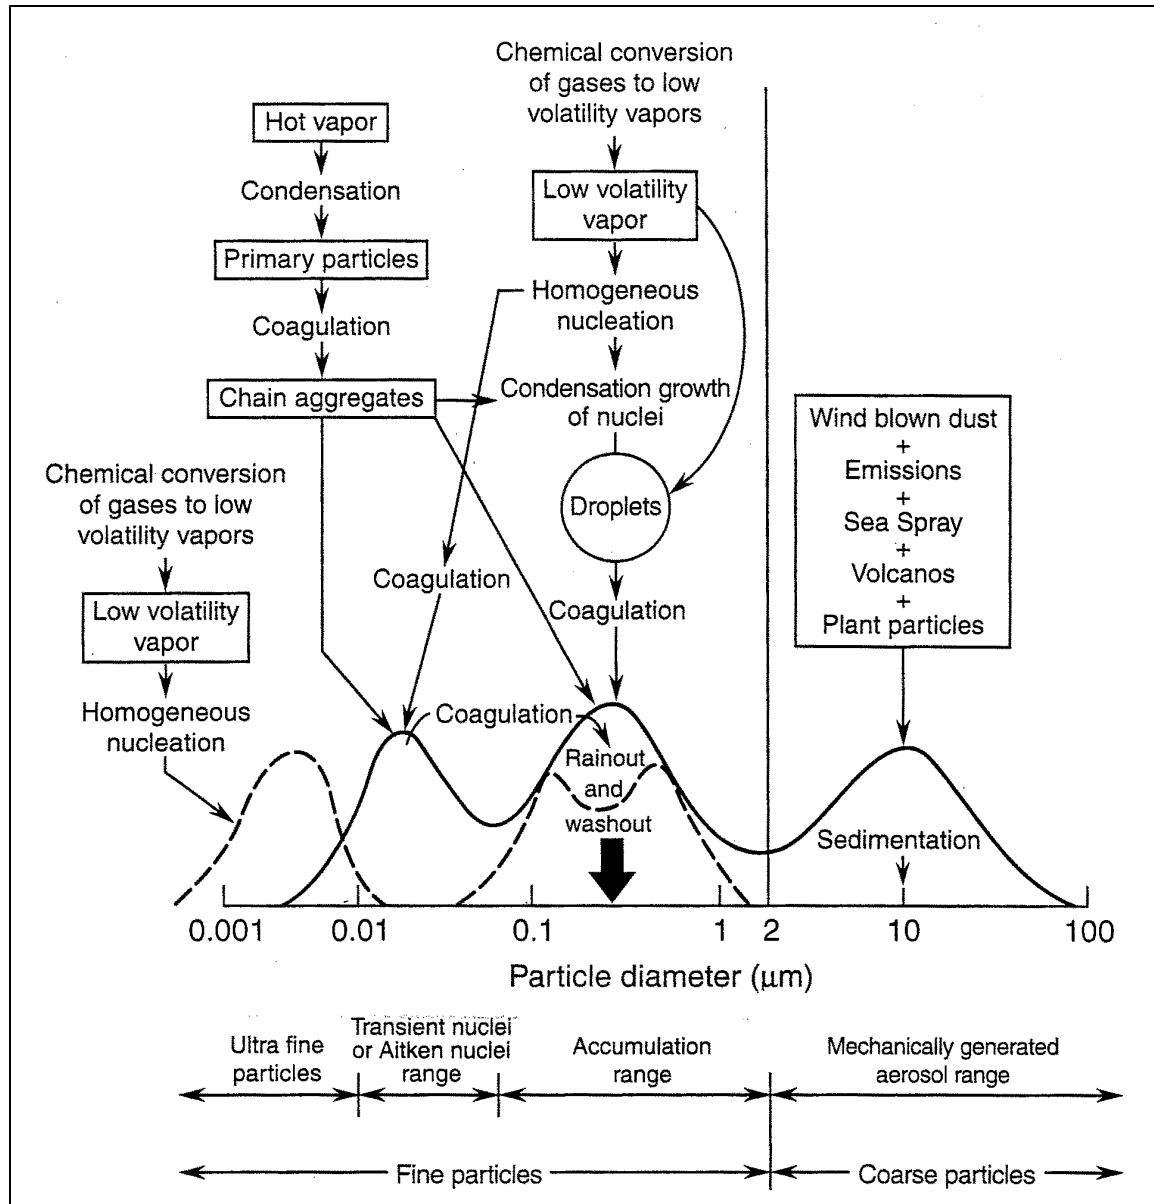 Chemical conversion
of gases to low
volatility vapors
Hot vapor
Condensation
Primary particles
Coagulation
Chain aggregates
Low volatility
vapor
Homogeneous
nucleation
Condensation growth
of nuclei
Droplets
Coagulation
Coagulation
Chemical conversion
of gases to low
volatility vapors
Low volatility
vapor
Homogeneous
nucleation
Coagulation
Rainout
and
washout
Wind blown dust
+
Emissions
+
Sea Spray
+
Volcanos
+
Plant particles
Sedimentation
0.001 0.01 0.1 1 2 10 100
Particle diameter (μm)
Ultra fine
particles
Transient nuclei
or Aitken nuclei
range
Accumulation
range
Mechanically generated
aerosol range
Fine particles
Coarse particles